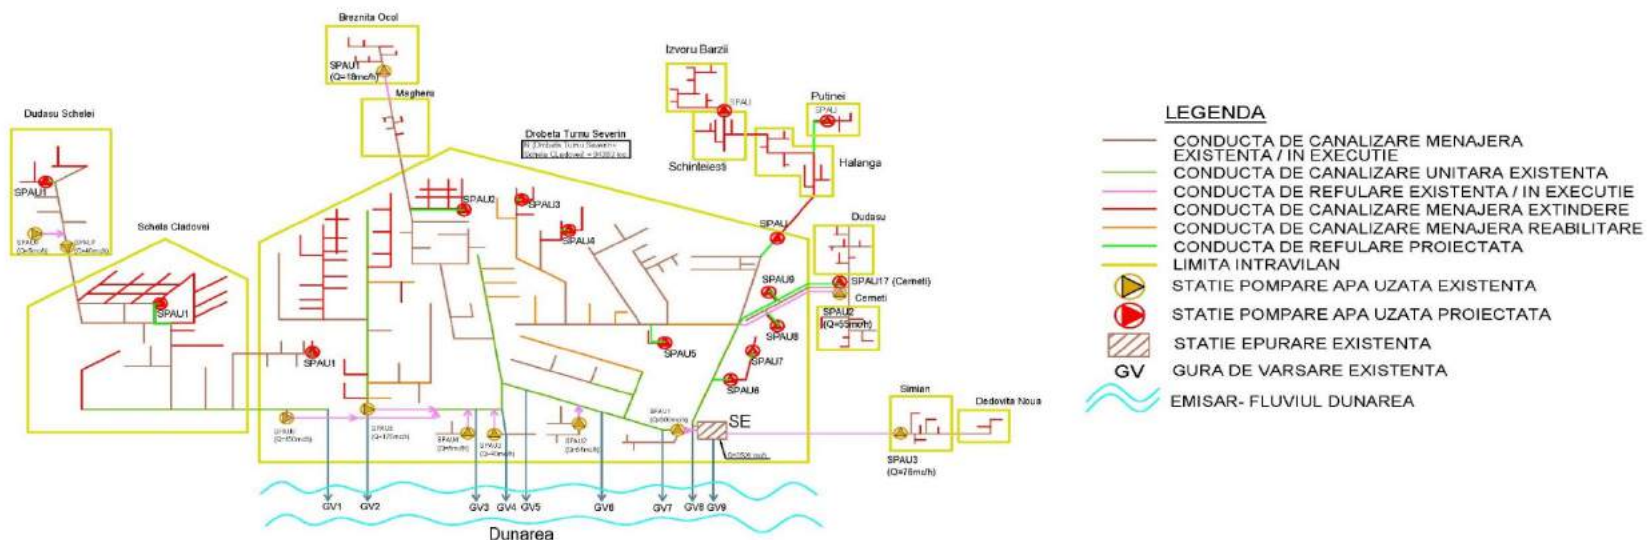 Breznita Ocol
SPAU1
(Q=18mc/h)
Magheru
Izvoru Barzii
SPAU
Putinei
SPAU
Schinteiesti
Halanga
Dudasu Schelei
SPAU1
Schela Cladovei
SPAU1
Drobeta Turnu Severin
SPAU2
SPAU3
SPAU4
SPAU
Dudasu
SPAU9
SPAU17 (Cerneti)
Cerneti
SPAU2
(Q=55mc/h)
SPAU8
SPAU1
SPAU5
SPAU7
SPAU6
Simian
Dedovita Noua
SPAU3
(Q=76mc/h)
SE
GV1
GV2
GV3
GV4
GV5
GV6
GV7
GV8
GV9
Dunarea
LEGENDA
CONDUCTA DE CANALIZARE MENAJERA
EXISTENTA / IN EXECUTIE
CONDUCTA DE CANALIZARE UNITARA EXISTENTA
CONDUCTA DE REFULARE EXISTENTA / IN EXECUTIE
CONDUCTA DE CANALIZARE MENAJERA EXTINDERE
CONDUCTA DE CANALIZARE MENAJERA REABILITARE
CONDUCTA DE REFULARE PROIECTATA
LIMITA INTRAVILAN
STATIE POMPARE APA UZATA EXISTENTA
STATIE POMPARE APA UZATA PROIECTATA
STATIE EPURARE EXISTENTA
GV GURA DE VARSARE EXISTENTA
EMISAR- FLUVIUL DUNAREA